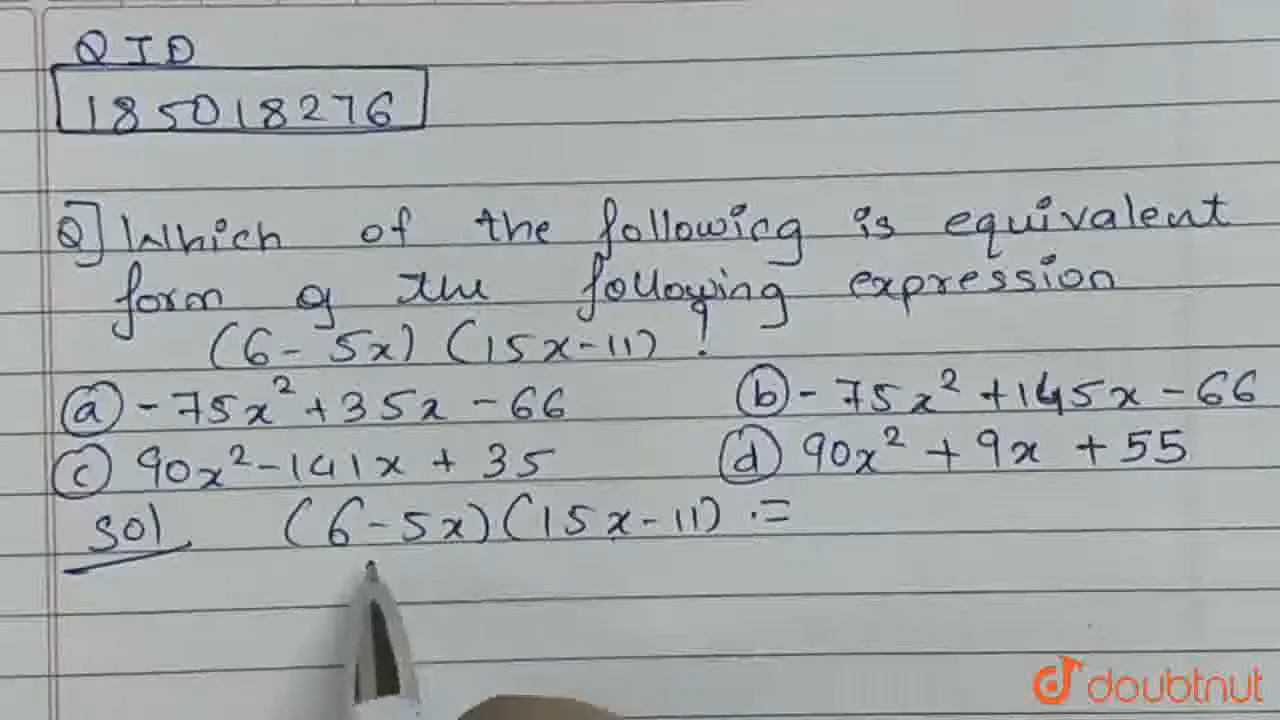 QID
185018276
Q] Which of the following is equivalent
form of the following expression
(6-5x) (15x-11) !
(a) -75x² + 35x - 66 (b) -75x² + 145x - 66
(c) 90x² - 141x + 35 (d) 90x² + 9x + 55
Sol (6-5x)(15x-11) :=
doubtnut